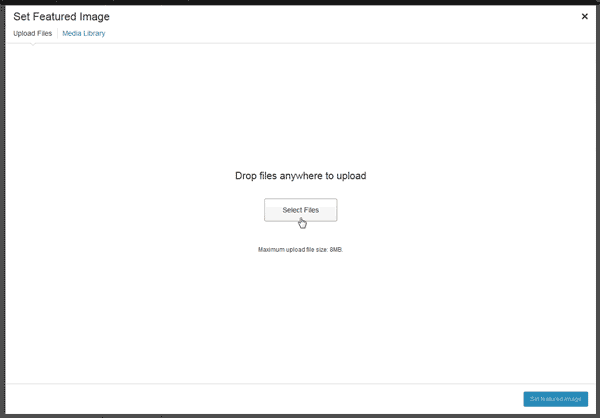 Set Featured Image
Upload Files
Media Library
Drop files anywhere to upload
Select Files
Maximum upload file size: 8MB.
Set featured image